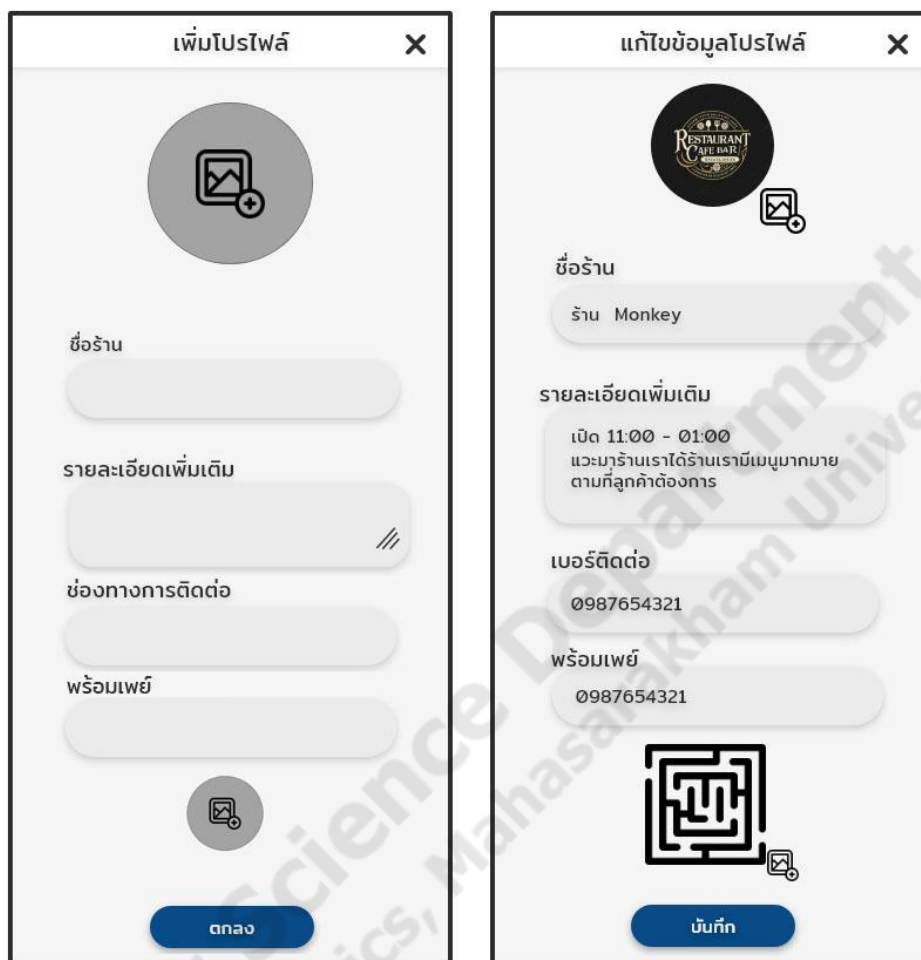 เพิ่มโปรไฟล์
ชื่อร้าน
รายละเอียดเพิ่มเติม
ช่องทางการติดต่อ
พร้อมเพย์
ตกลง
แก้ไขข้อมูลโปรไฟล์
RESTAURANT
CAFE BAR
ชื่อร้าน
ร้าน Monkey
รายละเอียดเพิ่มเติม
เปิด 11:00 - 01:00
แวะมาร้านเราได้ร้านเรามีเมนูมากมาย
ตามที่ลูกค้าต้องการ
เบอร์ติดต่อ
0987654321
พร้อมเพย์
0987654321
บันทึก
Science Department
Mahasarakham